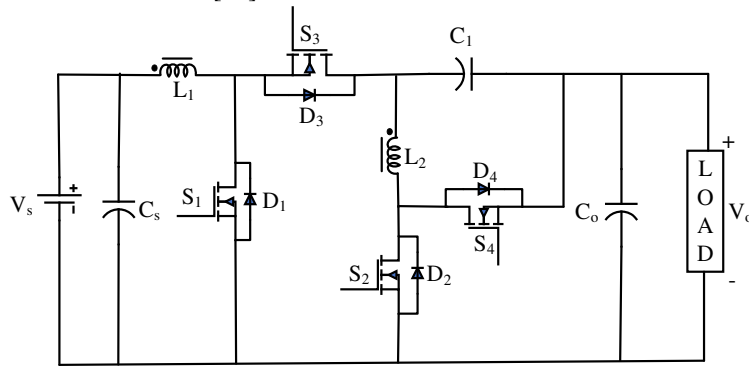 S3
C1
L1
D3
+
L2
D4
L
O
A
D
Vs
+
-
Cs
S1
D1
Co
Vo
S4
S2
D2
-